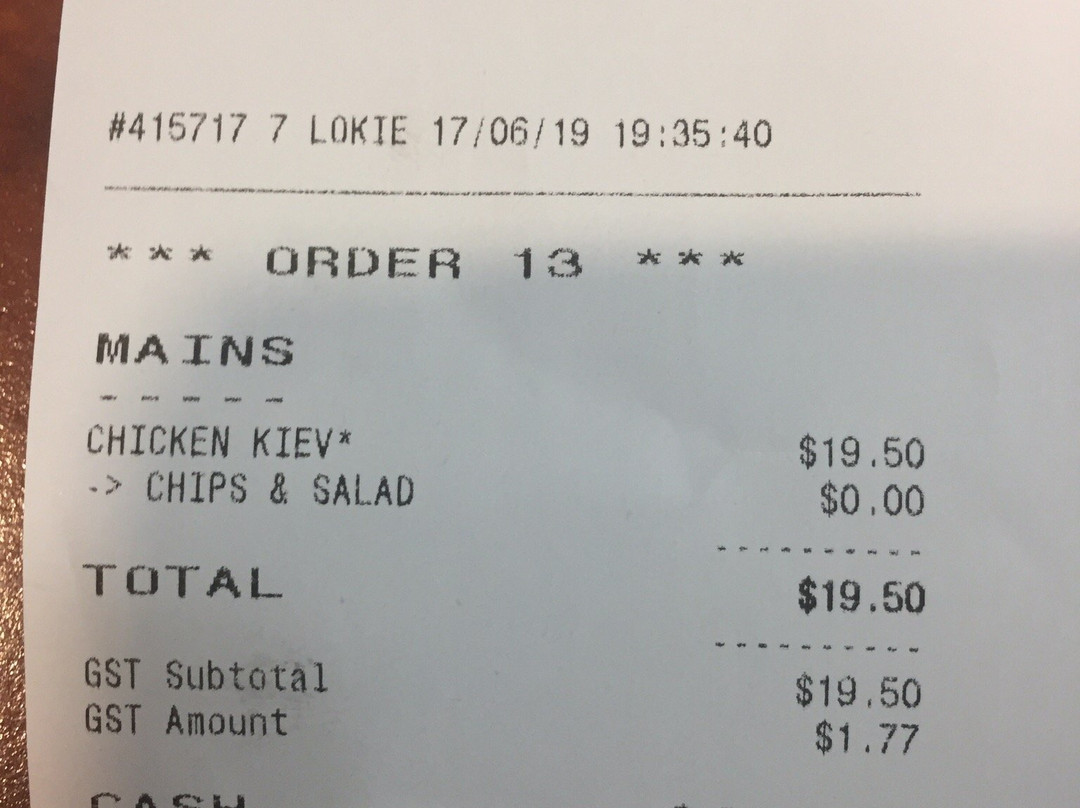 #415717 7 LOKIE 17/06/19 19:35:40
*** ORDER 13 ***
MAINS
-----
CHICKEN KIEV* $19.50
-> CHIPS & SALAD $0.00
----------
TOTAL $19.50
----------
GST Subtotal $19.50
GST Amount $1.77
CASH